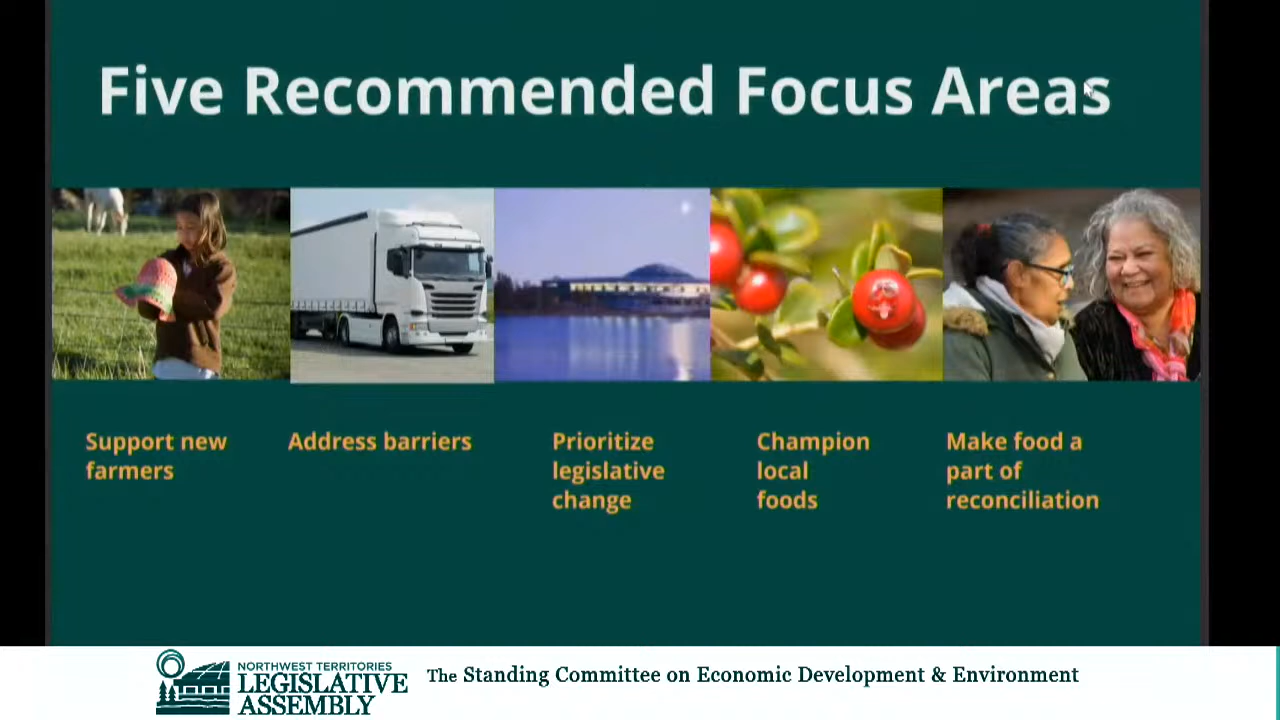 Five Recommended Focus Areas
Support new
farmers
Address barriers
Prioritize
legislative
change
Champion
local
foods
Make food a
part of
reconciliation
NORTHWEST TERRITORIES
LEGISLATIVE
ASSEMBLY
The Standing Committee on Economic Development & Environment